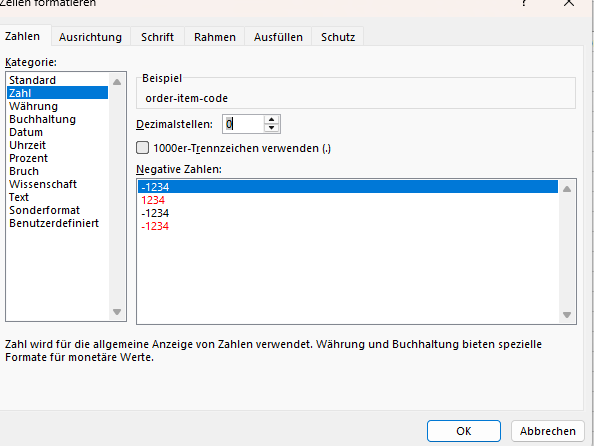 Zellen formatieren
? ×
Zahlen Ausrichtung Schrift Rahmen Ausfüllen Schutz
Kategorie:
Standard
Zahl
Währung
Buchhaltung
Datum
Uhrzeit
Prozent
Bruch
Wissenschaft
Text
Sonderformat
Benutzerdefiniert
Beispiel
order-item-code
Dezimalstellen: 0
1000er-Trennzeichen verwenden (.)
Negative Zahlen:
-1234
1234
-1234
-1234
Zahl wird für die allgemeine Anzeige von Zahlen verwendet. Währung und Buchhaltung bieten spezielle
Formate für monetäre Werte.
OK Abbrechen